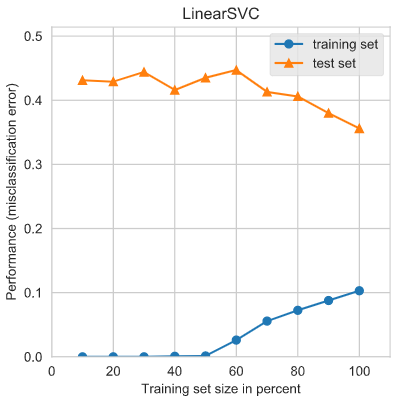 LinearSVC
training set
test set
0.5
0.4
0.3
0.2
0.1
0.0
Performance (misclassification error)
0 20 40 60 80 100
Training set size in percent